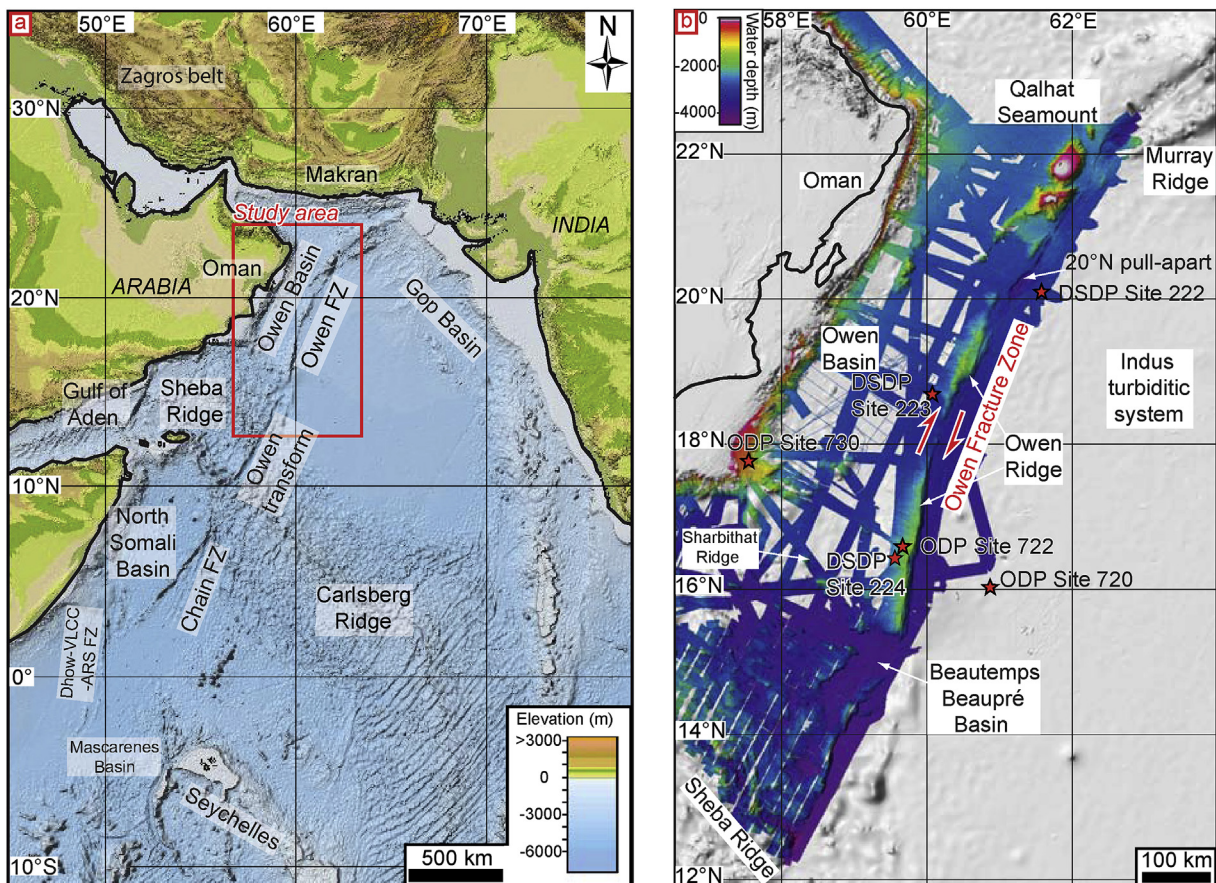 a
50°E
60°E
70°E
N
Zagros belt
30°N
Makran
Study area
INDIA
Oman
ARABIA
Owen Basin
Owen FZ
20°N
Gop Basin
Gulf of
Aden
Sheba
Ridge
Owen
transform
10°N
North
Somali
Basin
Chain FZ
Carlsberg
Ridge
Dhow-VLCC
-ARS FZ
0°
Mascarenes
Basin
Seychelles
Elevation (m)
>3000
0
-3000
-6000
10°S
500 km
b
0
-2000
-4000
Water depth (m)
58°E
60°E
62°E
Qalhat
Seamount
22°N
Oman
Murray
Ridge
20°N pull-apart
DSDP Site 222
20°N
Owen
Basin
DSDP
Site 223
Indus
turbiditic
system
Owen Fracture Zone
18°N
ODP Site 730
Owen
Ridge
Sharbithat
Ridge
DSDP
Site 224
ODP Site 722
ODP Site 720
16°N
Beautemps
Beaupré
Basin
14°N
Sheba Ridge
12°N
100 km